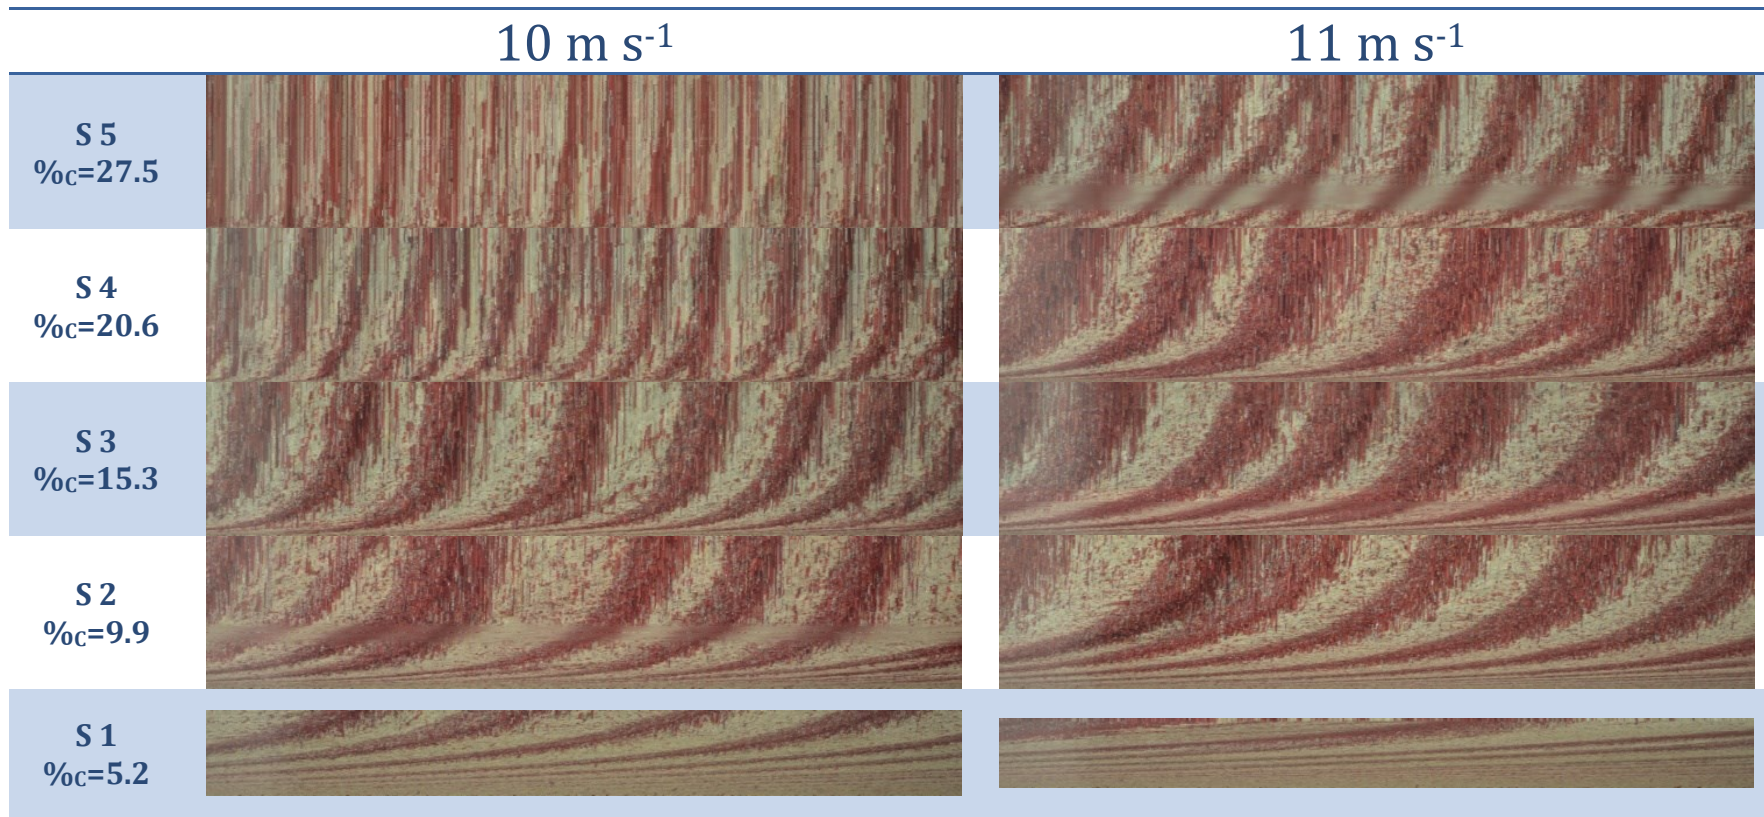 10 m s-1 11 m s-1
S 5
%C=27.5
S 4
%C=20.6
S 3
%C=15.3
S 2
%C=9.9
S 1
%C=5.2